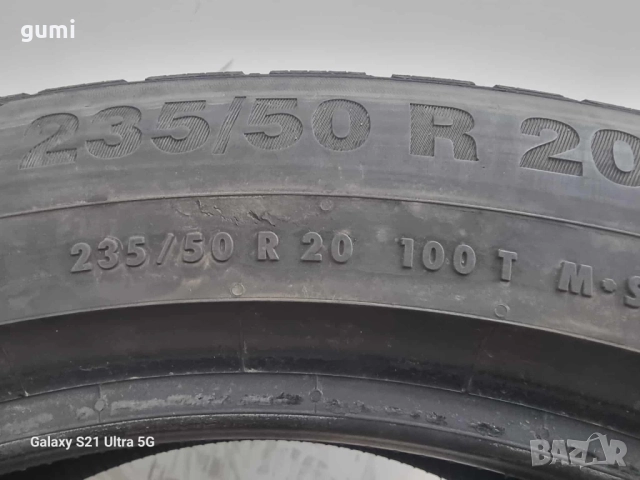 gumi
235/50 R 20
235/50 R 20 100 T M·S
Galaxy S21 Ultra 5G
BAZAR